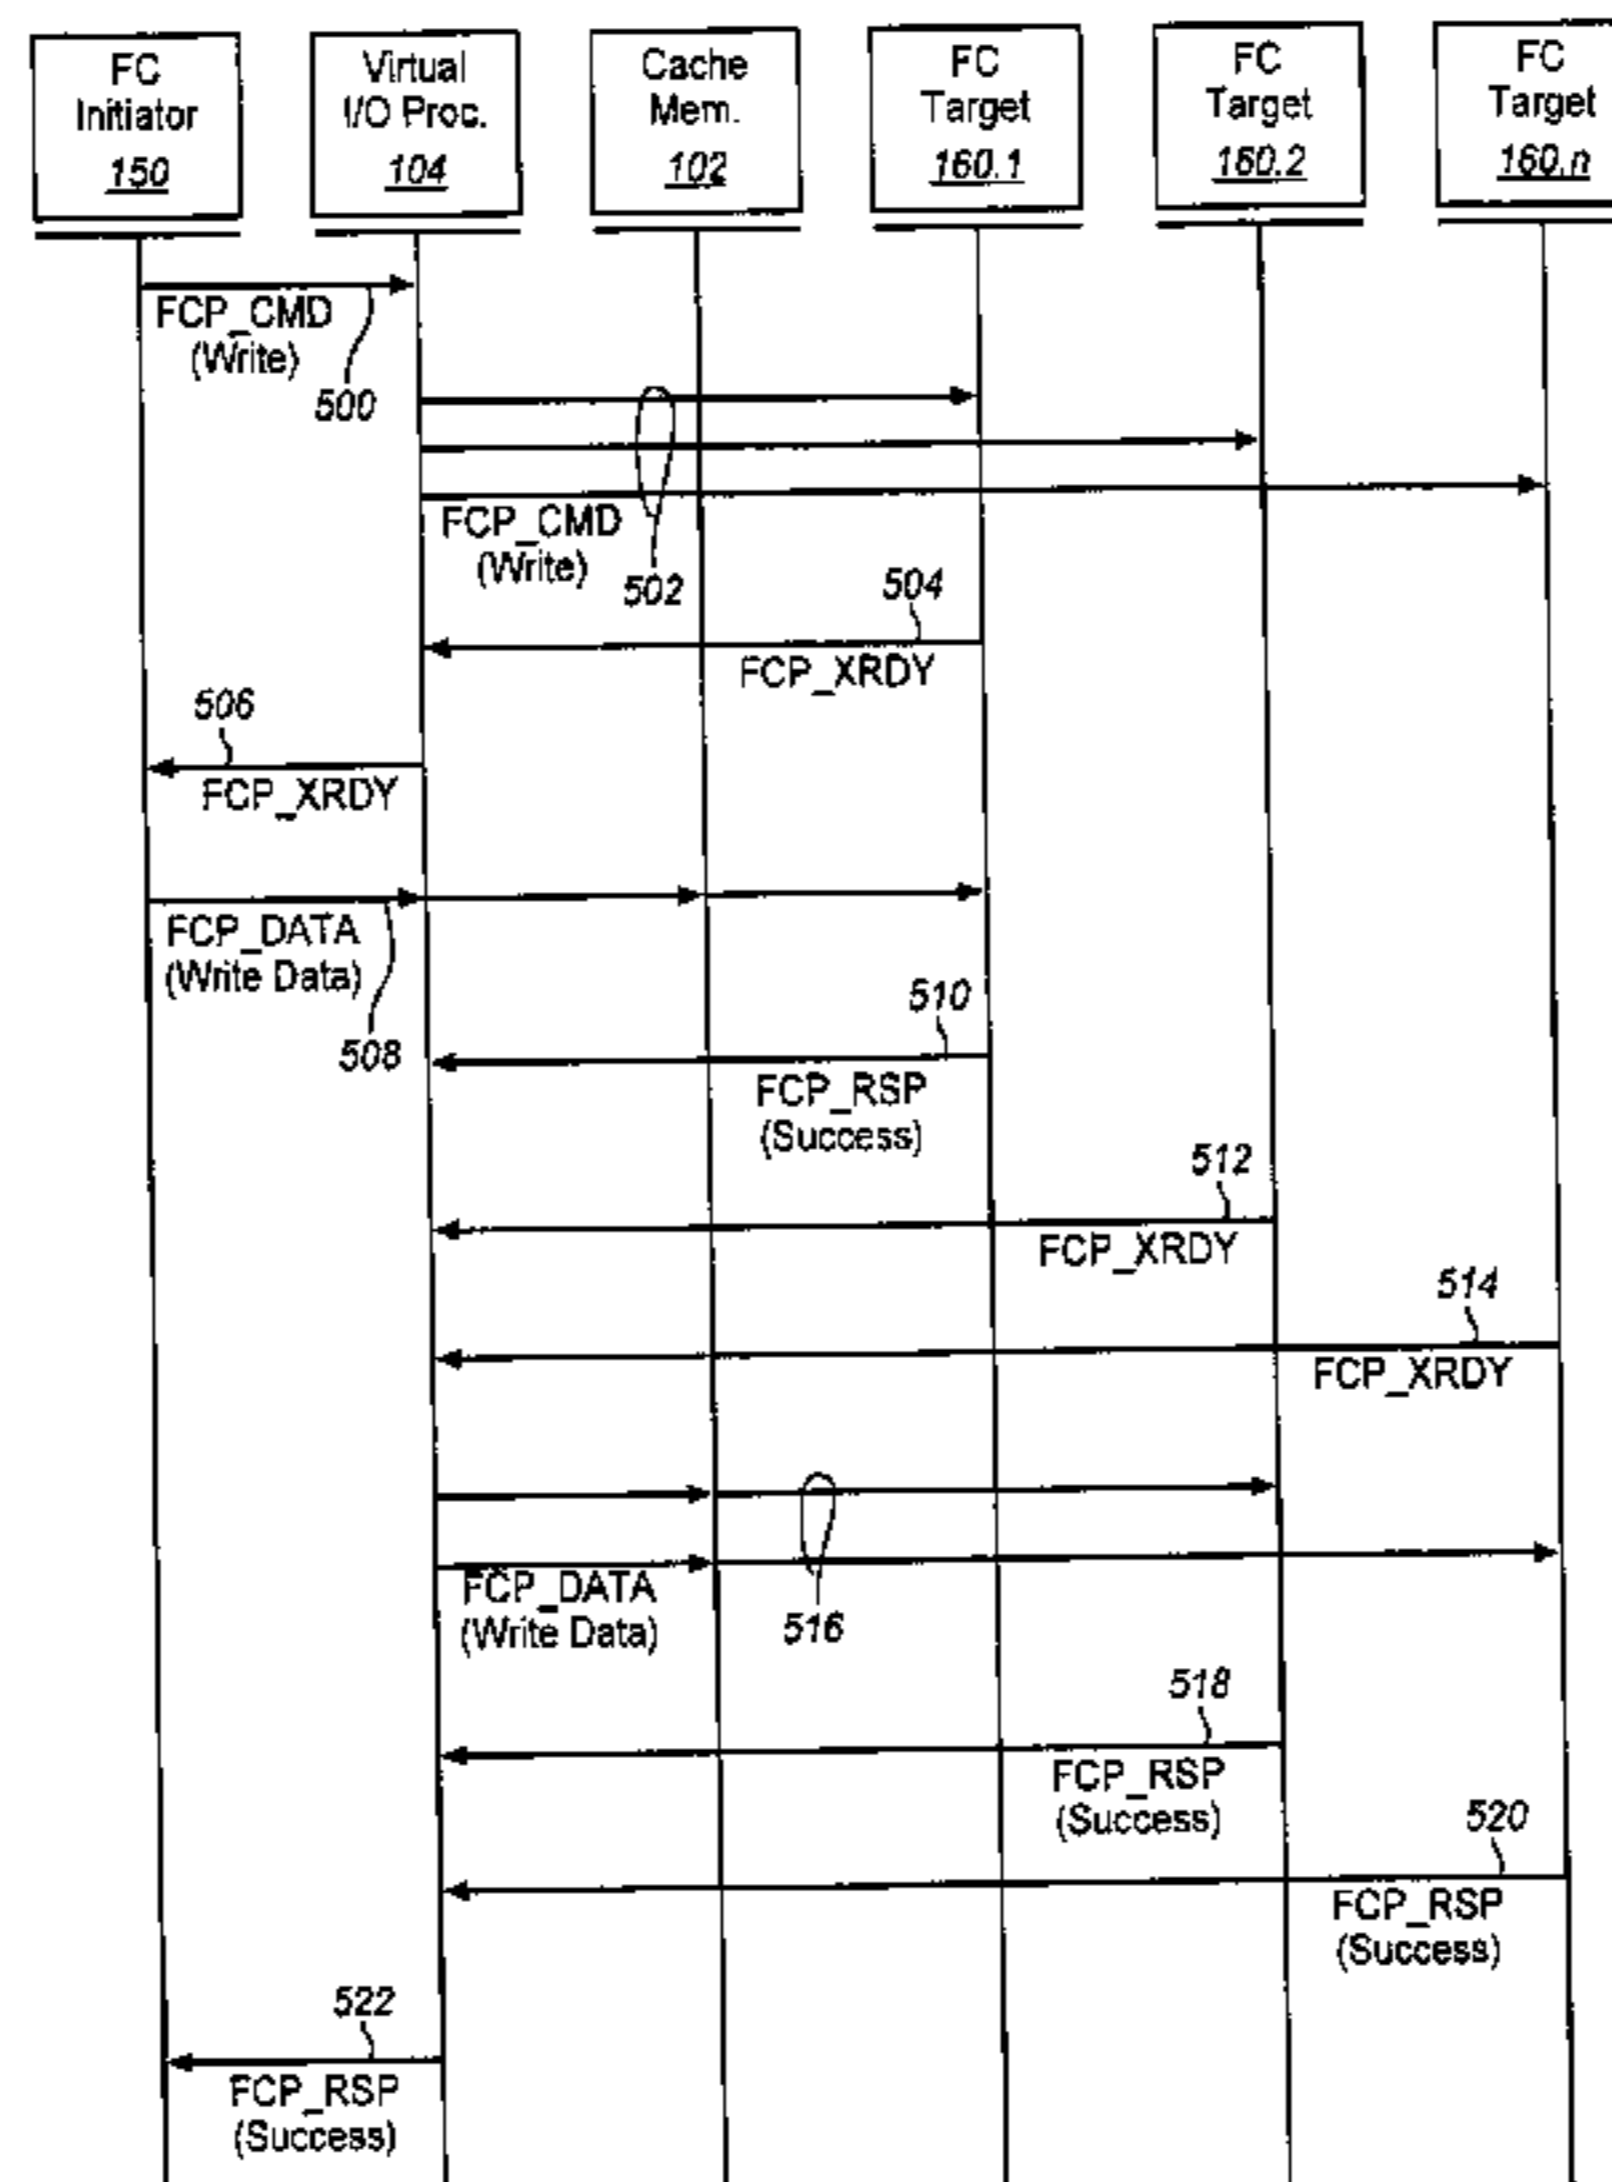 FC
Initiator
150
Virtual
I/O Proc.
104
Cache
Mem.
102
FC
Target
160.1
FC
Target
160.2
FC
Target
160.n
FCP_CMD
(Write)
500
FCP_CMD
(Write)
502
504
FCP_XRDY
506
FCP_XRDY
FCP_DATA
(Write Data)
508
510
FCP_RSP
(Success)
512
FCP_XRDY
514
FCP_XRDY
FCP_DATA
(Write Data)
516
518
FCP_RSP
(Success)
520
FCP_RSP
(Success)
522
FCP_RSP
(Success)